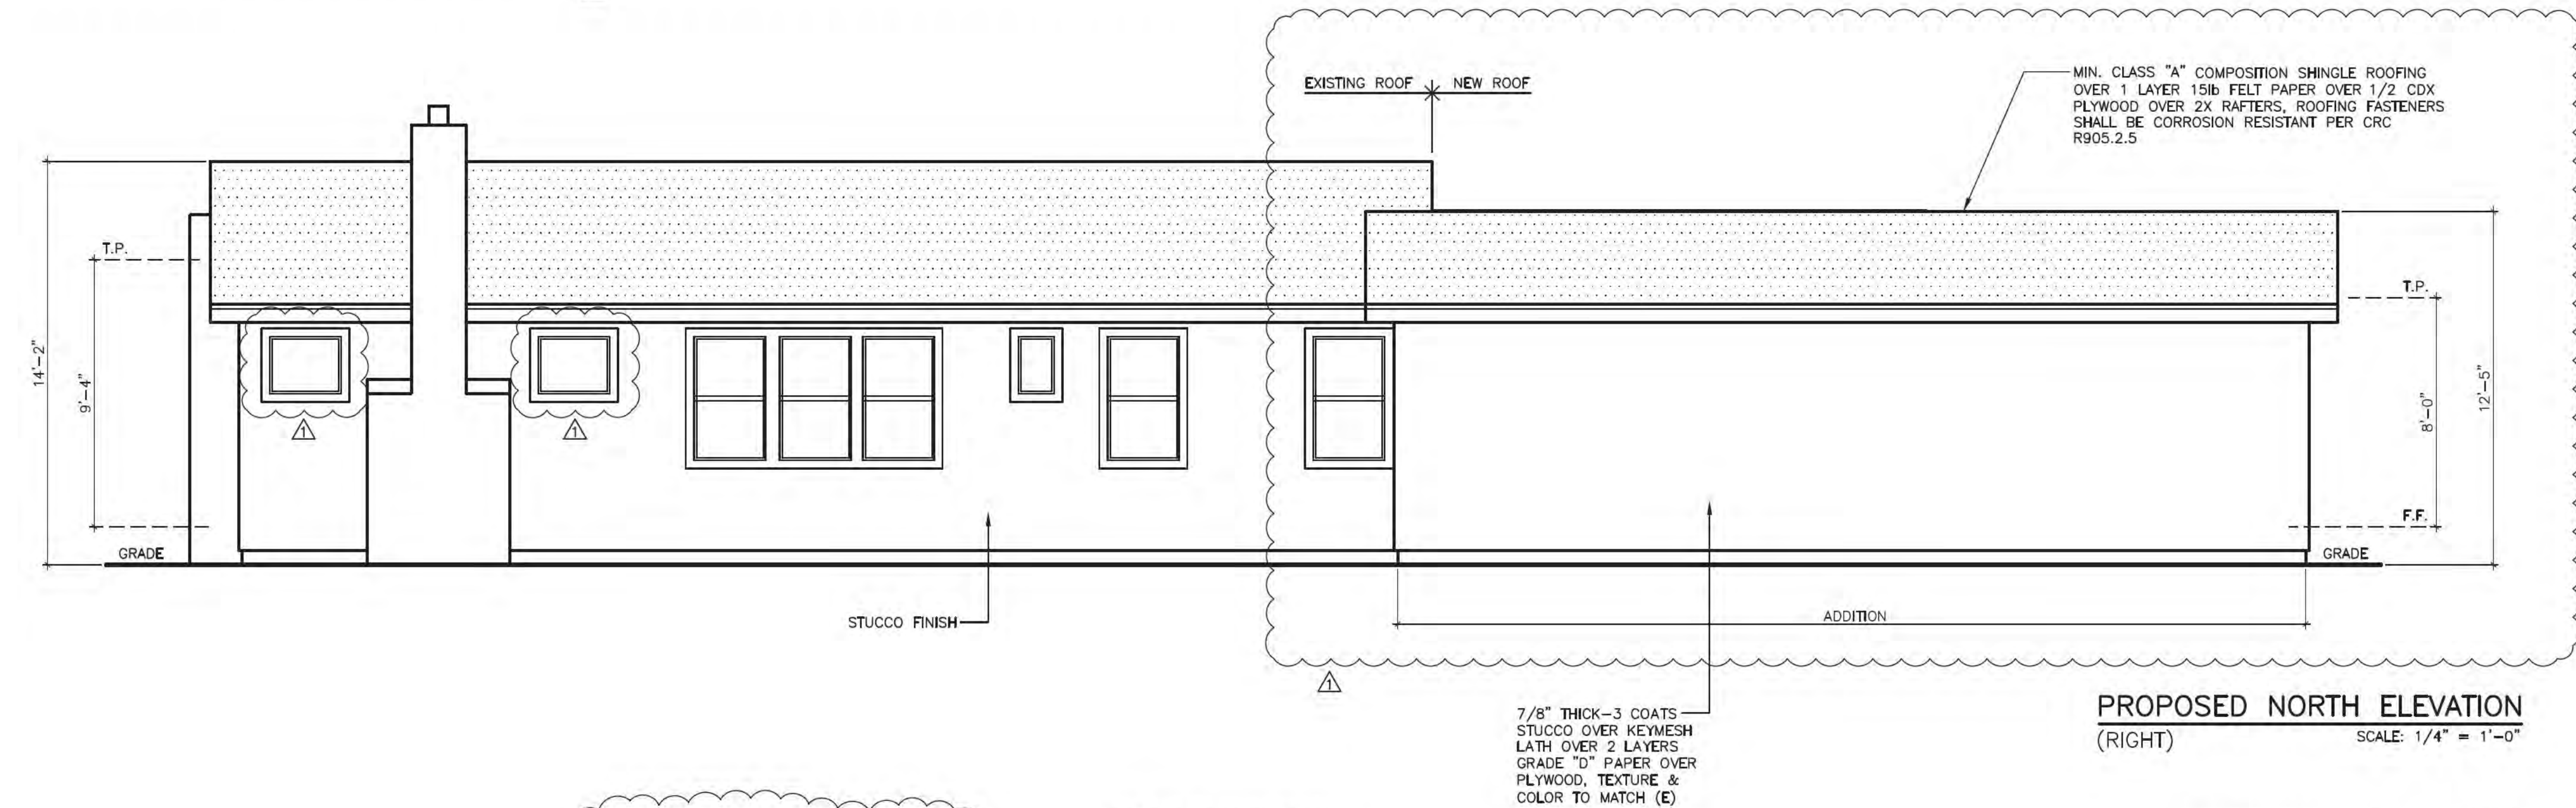 EXISTING ROOF
NEW ROOF
MIN. CLASS "A" COMPOSITION SHINGLE ROOFING
OVER 1 LAYER 15lb FELT PAPER OVER 1/2 CDX
PLYWOOD OVER 2X RAFTERS, ROOFING FASTENERS
SHALL BE CORROSION RESISTANT PER CRC
R905.2.5
T.P.
14'-2"
9'-4"
GRADE
1
1
T.P.
8'-0"
12'-5"
F.F.
GRADE
STUCCO FINISH
ADDITION
1
7/8" THICK-3 COATS
STUCCO OVER KEYMESH
LATH OVER 2 LAYERS
GRADE "D" PAPER OVER
PLYWOOD, TEXTURE &
COLOR TO MATCH (E)
PROPOSED NORTH ELEVATION
(RIGHT)
SCALE: 1/4" = 1'-0"